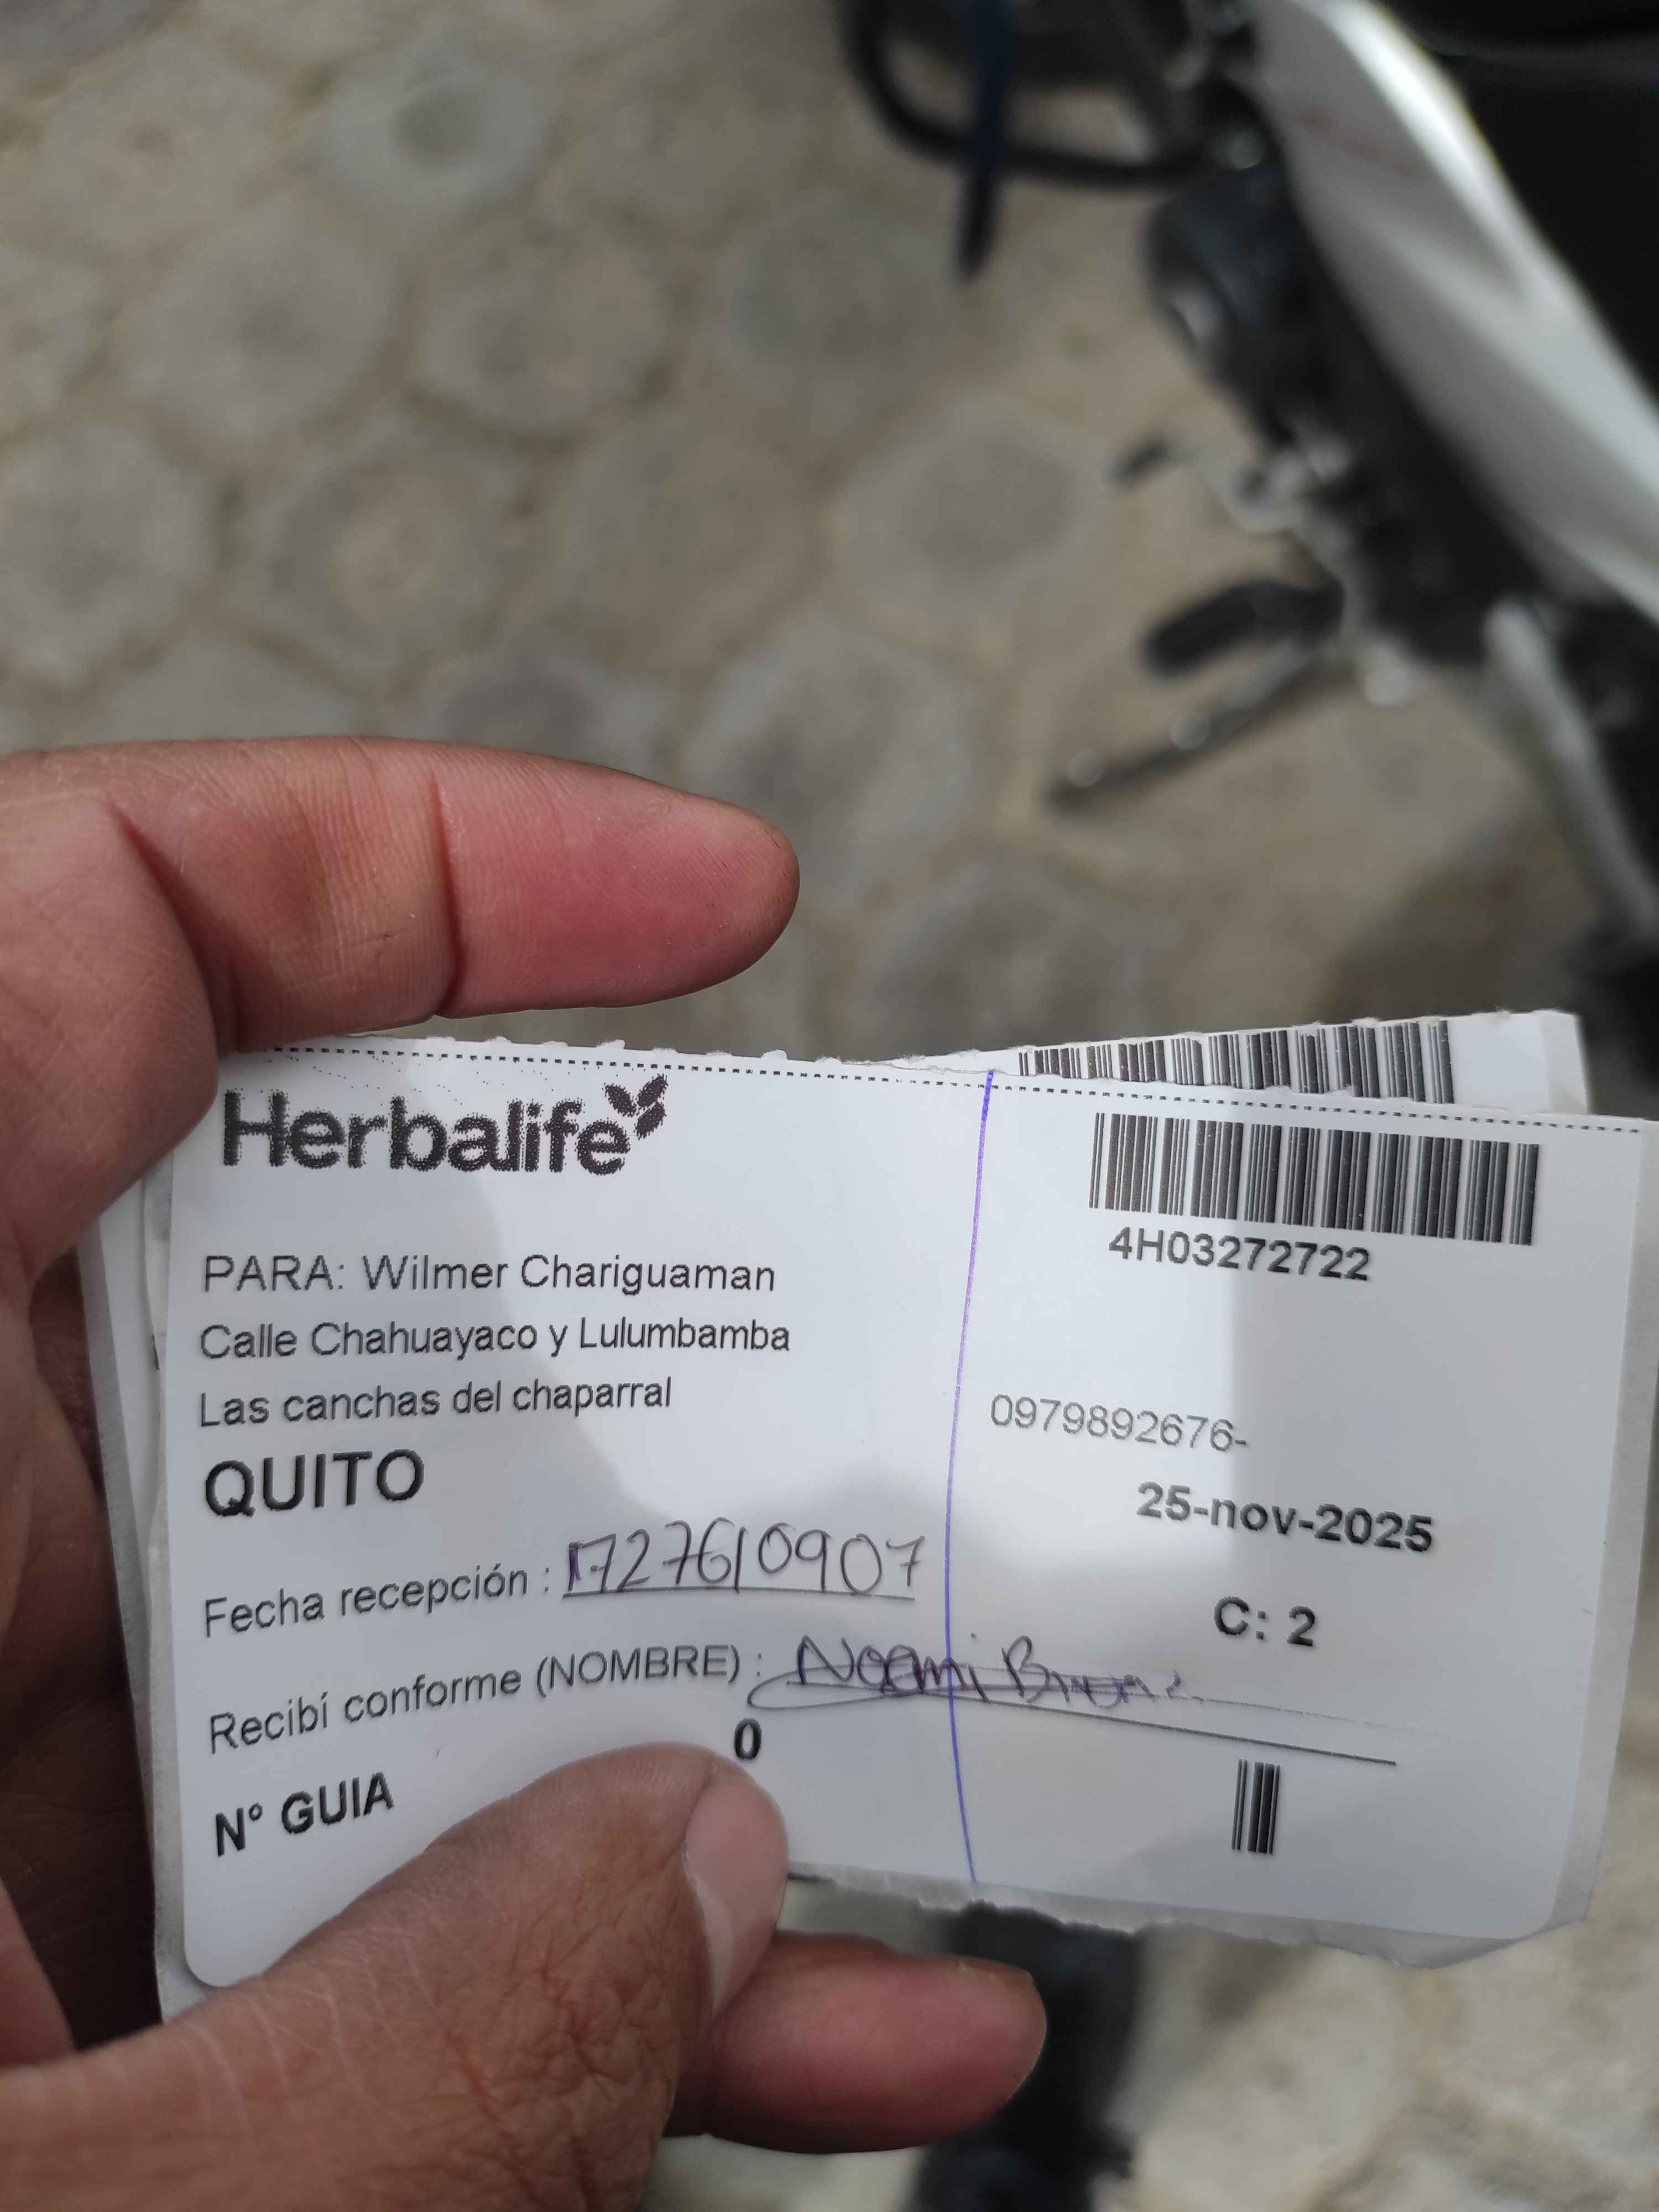 Herbalife
4H03272722
PARA: Wilmer Chariguaman
Calle Chahuayaco y Lulumbamba
Las canchas del chaparral
0979892676-
QUITO
25-nov-2025
Fecha recepción : 1727610907
C: 2
Recibí conforme (NOMBRE) : Noemi
0
N° GUIA